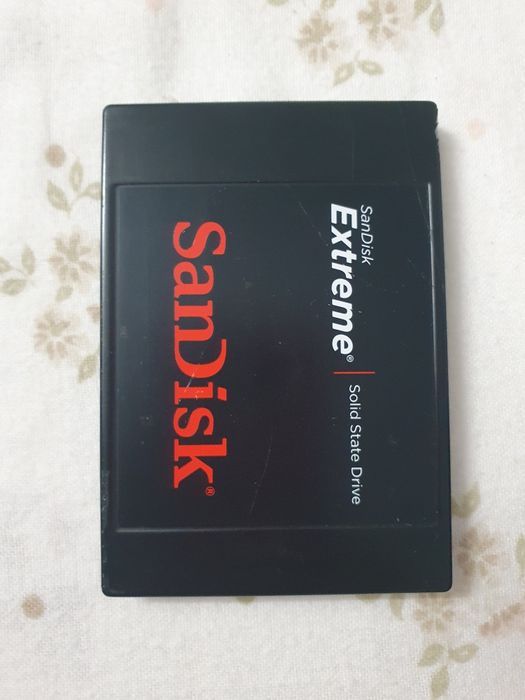 SanDisk
Extreme® | Solid State Drive
SanDisk®